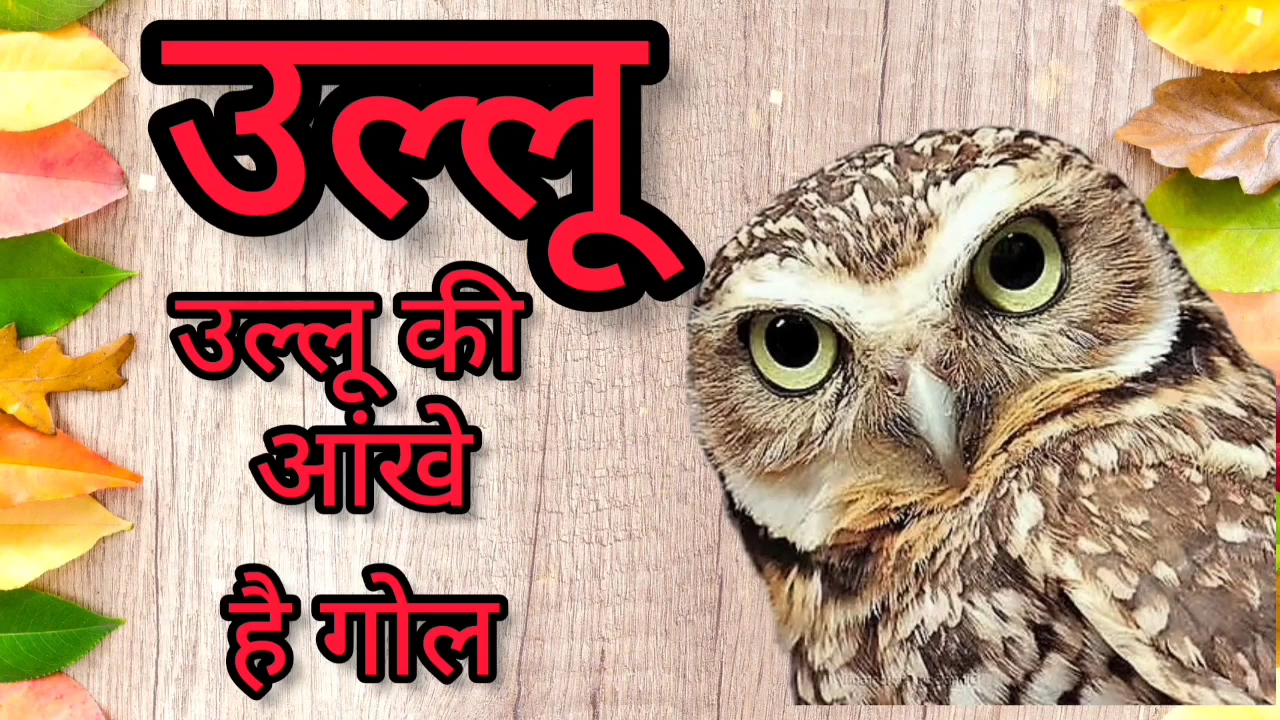 उल्लू
उल्लू की
आंखे
है गोल